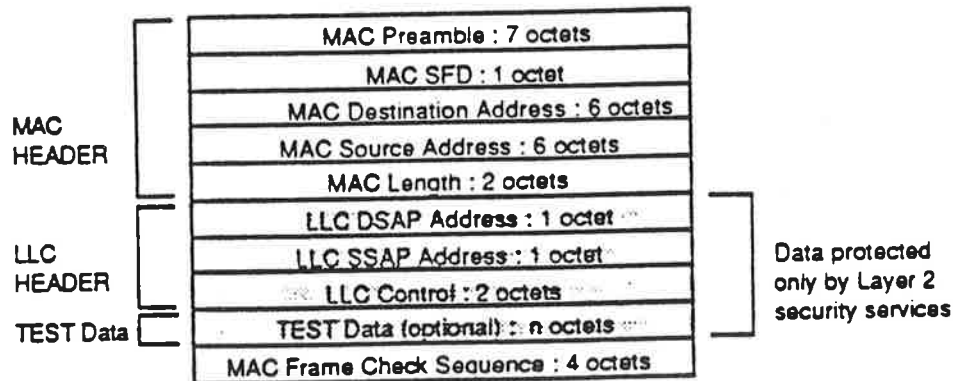 MAC Preamble : 7 octets
MAC SFD : 1 octet
MAC Destination Address : 6 octets
MAC Source Address : 6 octets
MAC Length : 2 octets
LLC DSAP Address : 1 octet
LLC SSAP Address : 1 octet
LLC Control : 2 octets
TEST Data (optional) : n octets
MAC Frame Check Sequence : 4 octets
MAC
HEADER
LLC
HEADER
TEST Data
Data protected
only by Layer 2
security services